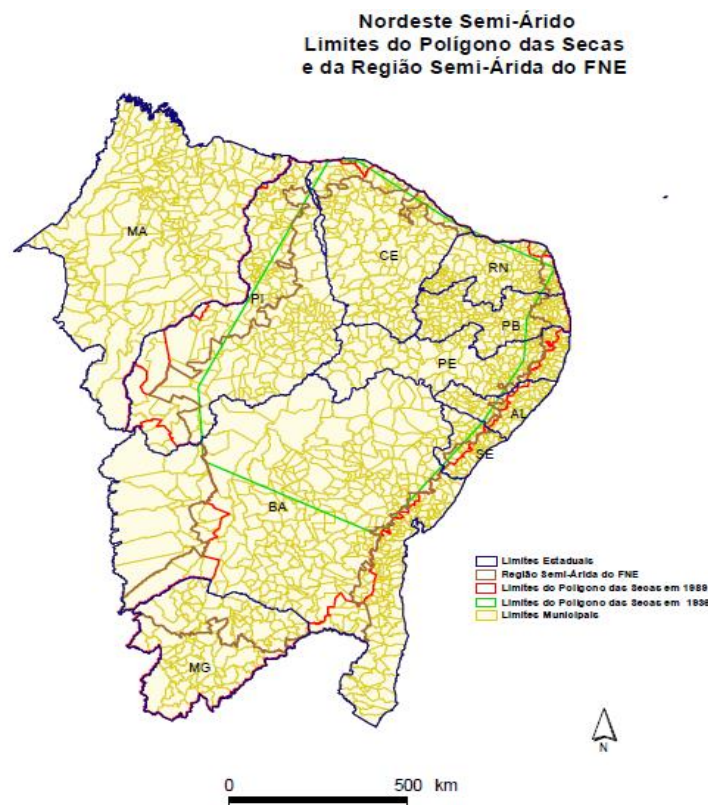 Nordeste Semi-Árido
Limites do Polígono das Secas
e da Região Semi-Árida do FNE
MA
CE
RN
PI
PB
PE
AL
SE
BA
MG
Limites Estaduais
Região Semi-Árida do FNE
Limites do Polígono das Secas em 1989
Limites do Polígono das Secas em 1936
Limites Municipais
N
0 500 km